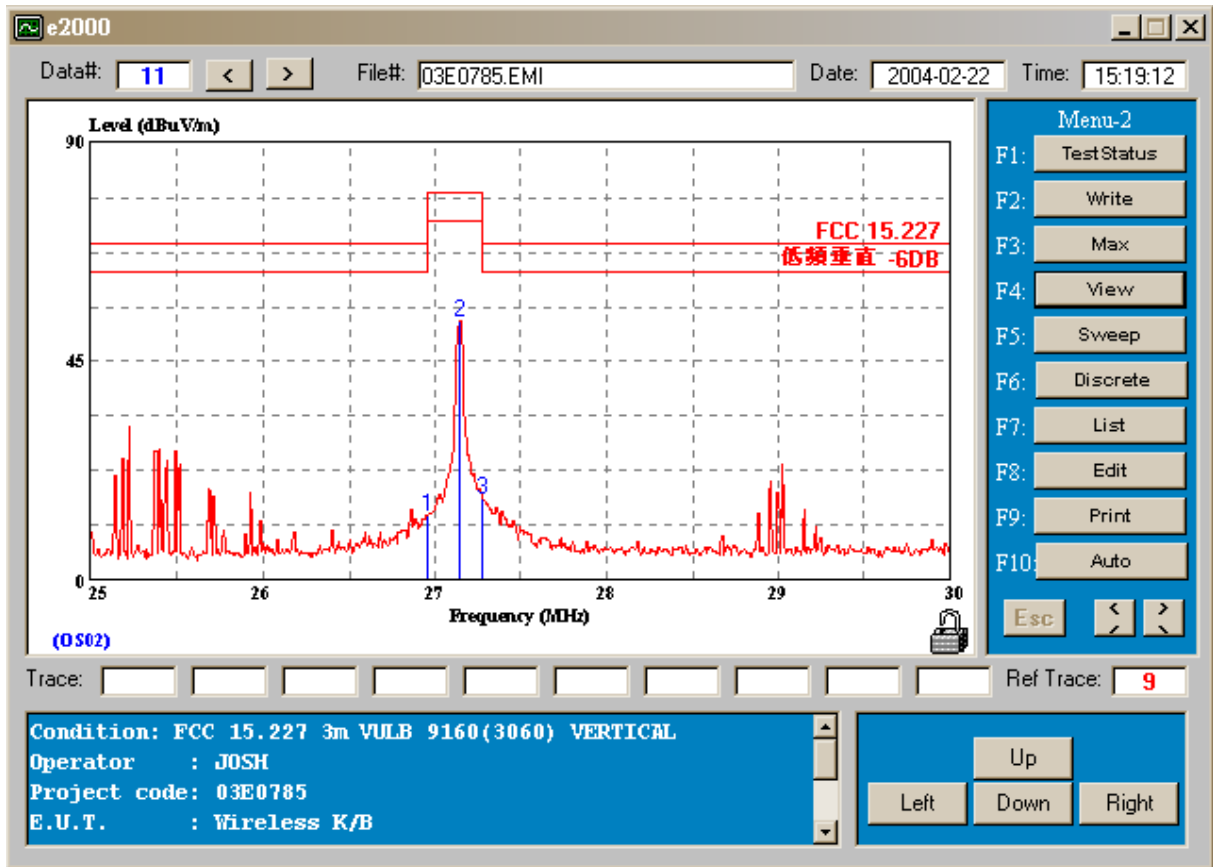 e2000
Data#: 11 < > File#: 03E0785.EMI Date: 2004-02-22 Time: 15:19:12
Level (dBuV/m)
90
45
0
FCC 15.227
低頻垂直 -6DB
1
2
3
25 26 27 28 29 30
Frequency (MHz)
(OS02)
Menu-2
F1: TestStatus
F2: Write
F3: Max
F4: View
F5: Sweep
F6: Discrete
F7: List
F8: Edit
F9: Print
F10: Auto
Esc
Trace: Ref Trace: 9
Condition: FCC 15.227 3m VULB 9160(3060) VERTICAL
Operator : JOSH
Project code: 03E0785
E.U.T. : Wireless K/B
Up
Left Down Right